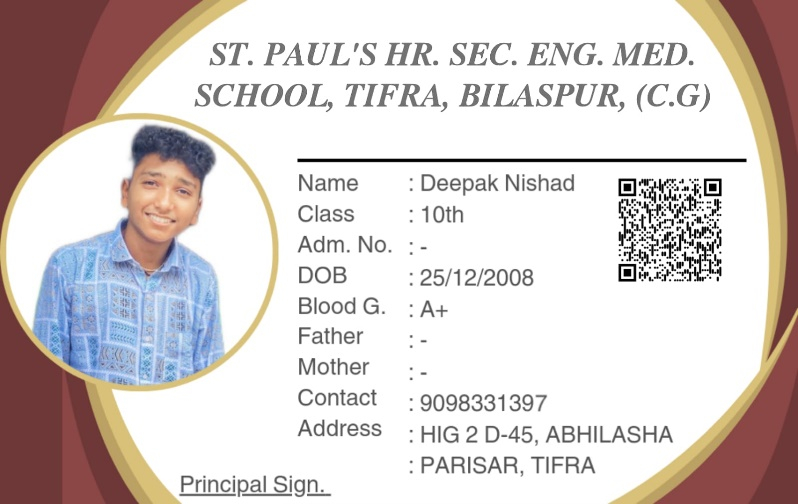 ST. PAUL'S HR. SEC. ENG. MED.
SCHOOL, TIFRA, BILASPUR, (C.G)
Name : Deepak Nishad
Class : 10th
Adm. No. : -
DOB : 25/12/2008
Blood G. : A+
Father : -
Mother : -
Contact : 9098331397
Address : HIG 2 D-45, ABHILASHA
: PARISAR, TIFRA
Principal Sign.